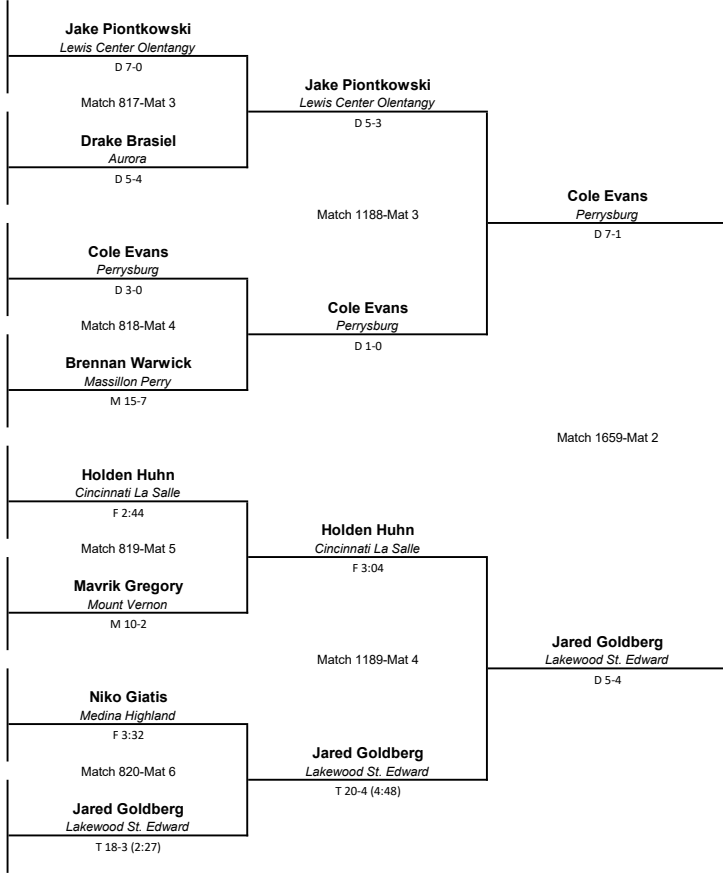 Jake Piontkowski
Lewis Center Olentangy
D 7-0
Match 817-Mat 3
Drake Brasiel
Aurora
D 5-4
Jake Piontkowski
Lewis Center Olentangy
D 5-3
Match 1188-Mat 3
Cole Evans
Perrysburg
D 7-1
Cole Evans
Perrysburg
D 3-0
Match 818-Mat 4
Brennan Warwick
Massillon Perry
M 15-7
Cole Evans
Perrysburg
D 1-0
Match 1659-Mat 2
Holden Huhn
Cincinnati La Salle
F 2:44
Match 819-Mat 5
Mavrik Gregory
Mount Vernon
M 10-2
Holden Huhn
Cincinnati La Salle
F 3:04
Match 1189-Mat 4
Jared Goldberg
Lakewood St. Edward
D 5-4
Niko Giatis
Medina Highland
F 3:32
Match 820-Mat 6
Jared Goldberg
Lakewood St. Edward
T 18-3 (2:27)
Jared Goldberg
Lakewood St. Edward
T 20-4 (4:48)